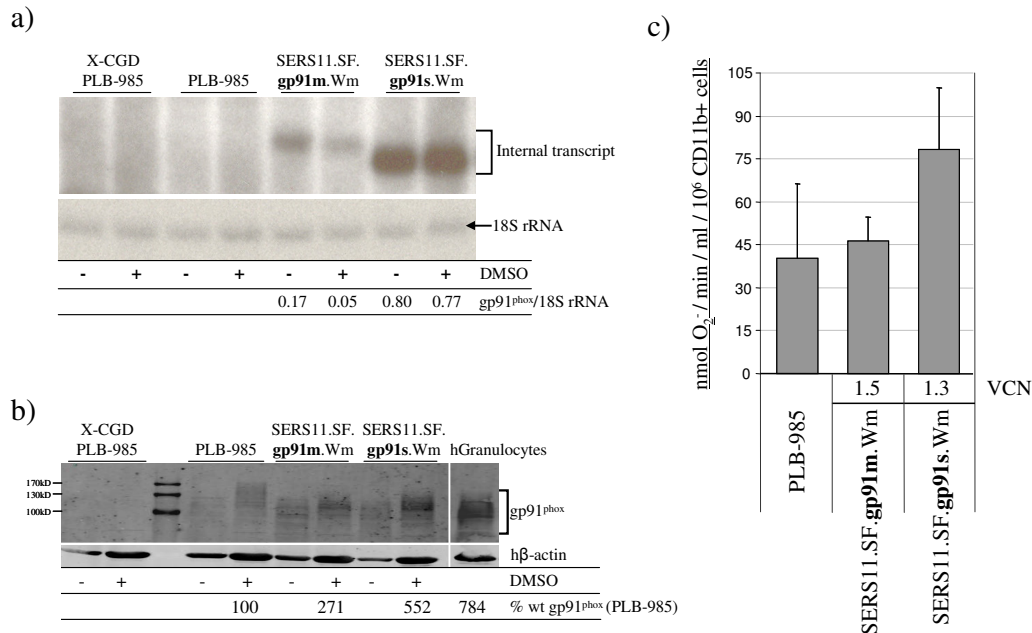 a)
X-CGD
PLB-985
PLB-985
SERS11.SF.
gp91m.Wm
SERS11.SF.
gp91s.Wm
Internal transcript
18S rRNA
- + - + - + - + DMSO
0.17 0.05 0.80 0.77 gp91phox/18S rRNA
b)
X-CGD
PLB-985
PLB-985
SERS11.SF.
gp91m.Wm
SERS11.SF.
gp91s.Wm
hGranulocytes
170kD
130kD
100kD
gp91phox
hβ-actin
- + - + - + - + DMSO
100 271 552 784 % wt gp91phox (PLB-985)
c)
nmol O2- / min / ml / 10⁶ CD11b+ cells
105
90
75
60
45
30
15
0
1.5 1.3 VCN
PLB-985
SERS11.SF.gp91m.Wm
SERS11.SF.gp91s.Wm